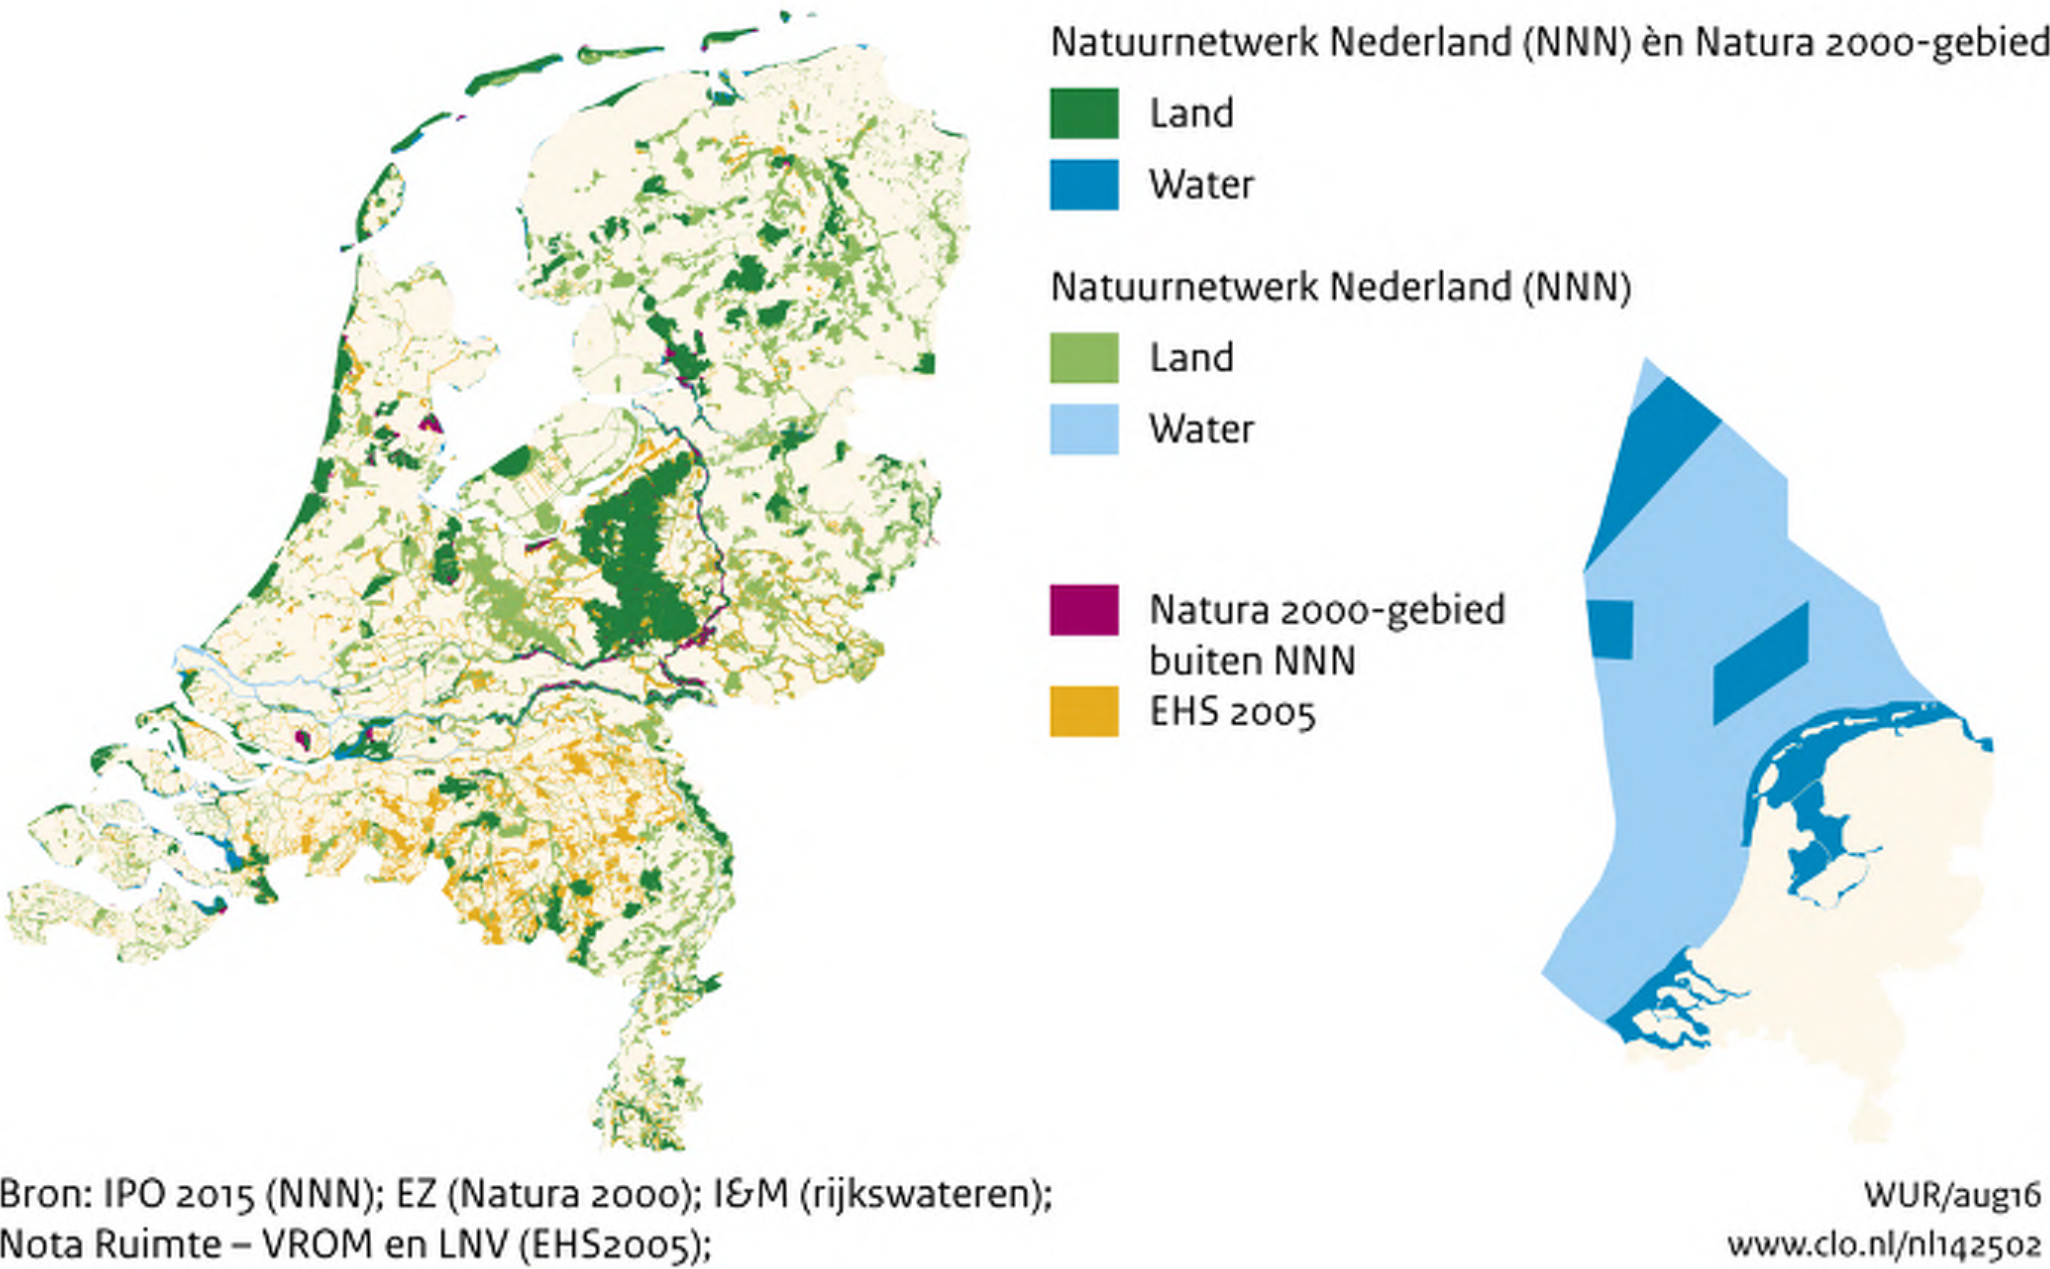 Natuurnetwerk Nederland (NNN) èn Natura 2000-gebied
Land
Water
Natuurnetwerk Nederland (NNN)
Land
Water
Natura 2000-gebied
buiten NNN
EHS 2005
Bron: IPO 2015 (NNN); EZ (Natura 2000); I&M (rijkswateren);
Nota Ruimte – VROM en LNV (EHS2005);
WUR/aug16
www.clo.nl/nl142502